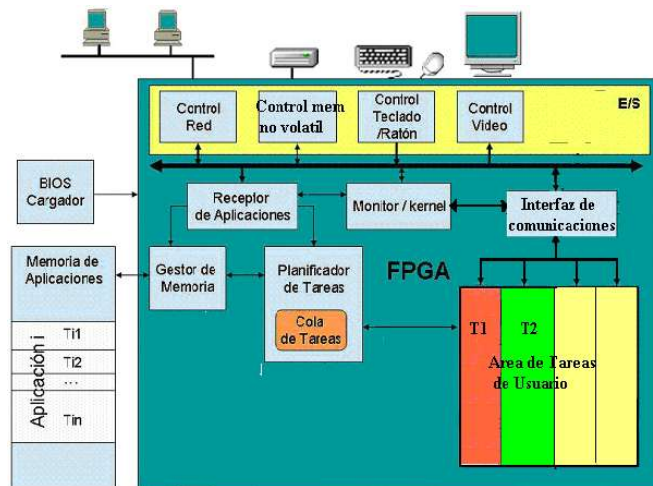 Control
Red
Control mem
no volatíl
Control
Teclado
/Ratón
Control
Video
E/S
BIOS
Cargador
Receptor
de Aplicaciones
Monitor / kernel
Interfaz de
comunicaciones
Memoria de
Aplicaciones
Gestor de
Memoria
Planificador
de Tareas
FPGA
Cola
de Tareas
T1
T2
Area de Tareas
de Usuario
Aplicación i
Ti1
Ti2
...
Tin